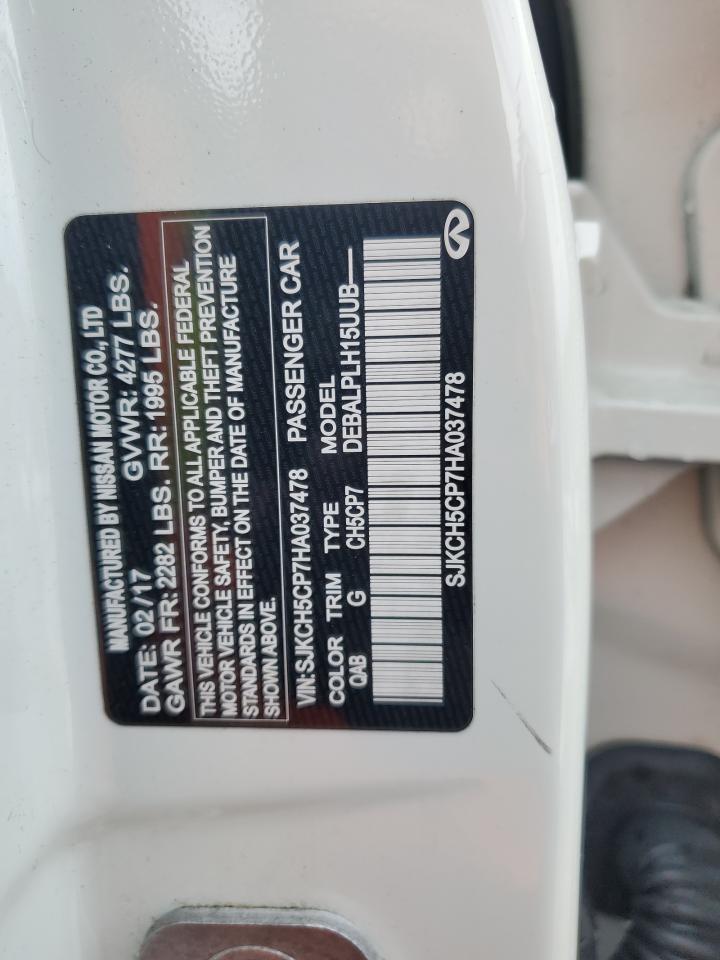 MANUFACTURED BY NISSAN MOTOR CO., LTD
DATE: 02/17 GVWR: 4277 LBS.
GAWR FR: 2282 LBS. RR: 1995 LBS.
THIS VEHICLE CONFORMS TO ALL APPLICABLE FEDERAL
MOTOR VEHICLE SAFETY, BUMPER AND THEFT PREVENTION
STANDARDS IN EFFECT ON THE DATE OF MANUFACTURE
SHOWN ABOVE.
VIN:SJKCH5CP7HA037478 PASSENGER CAR
COLOR TRIM TYPE MODEL
QAB G CH5CP7 DEBALPLH15UUB—
SJKCH5CP7HA037478